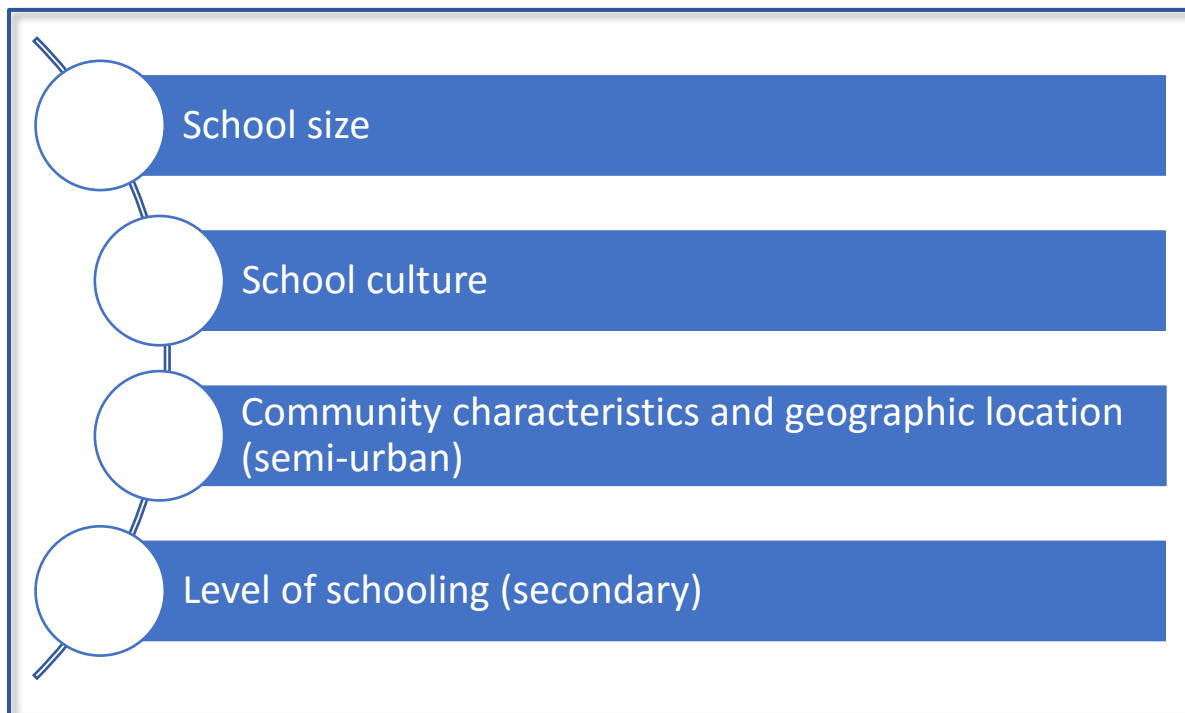 School size
School culture
Community characteristics and geographic location
(semi-urban)
Level of schooling (secondary)